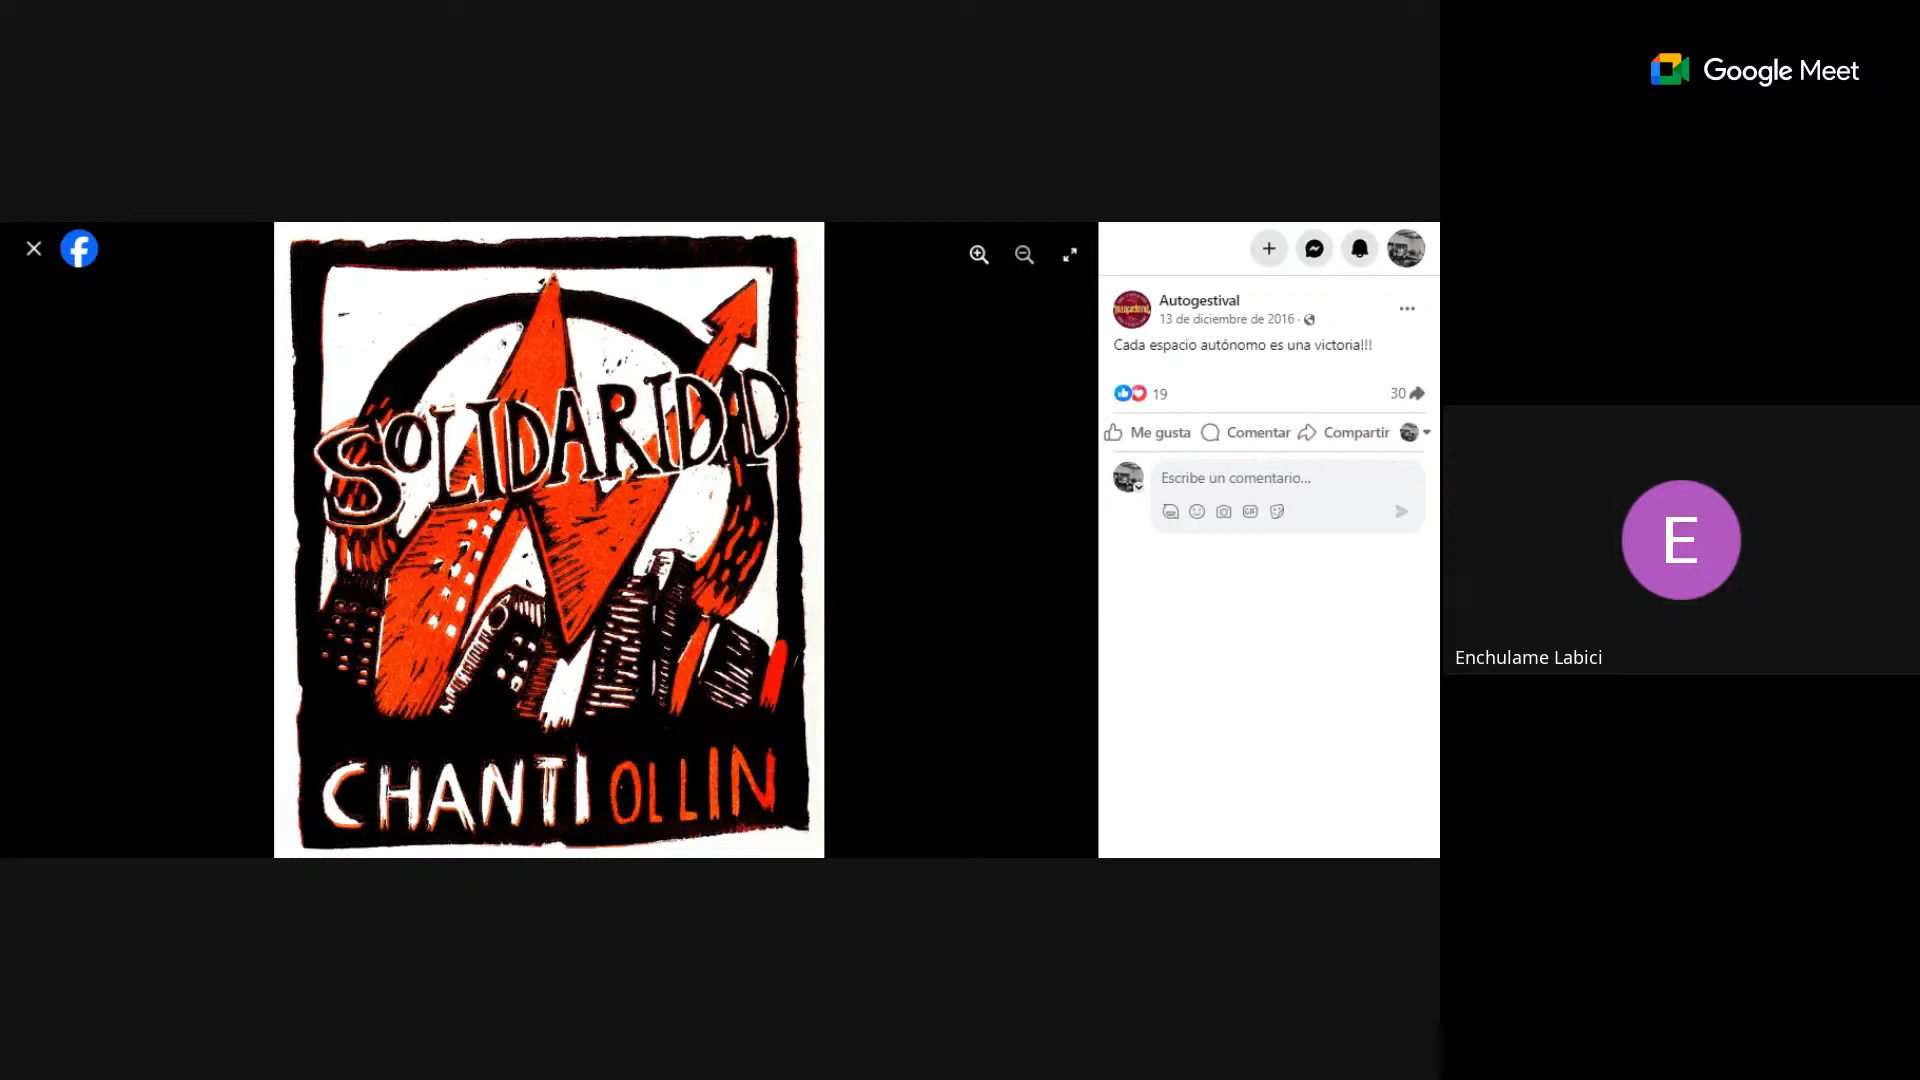 Google Meet
SOLIDARIDAD
CHANTI OLLIN
Autogestival
13 de diciembre de 2016 ·
Cada espacio autónomo es una victoria!!!
19
30
Me gusta
Comentar
Compartir
Escribe un comentario...
GIF
E
Enchulame Labici